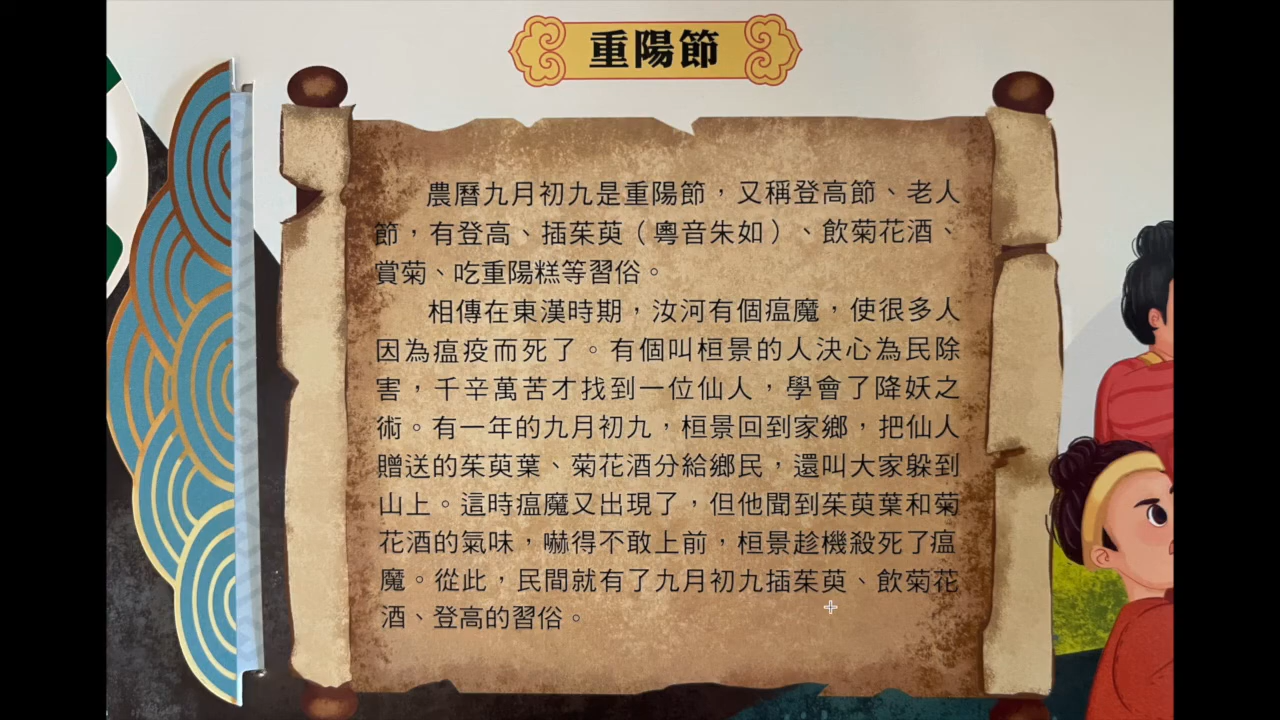 重陽節
農曆九月初九是重陽節，又稱登高節、老人
節，有登高、插茱萸（粵音朱如）、飲菊花酒、
賞菊、吃重陽糕等習俗。
相傳在東漢時期，汝河有個瘟魔，使很多人
因為瘟疫而死了。有個叫桓景的人決心為民除
害，千辛萬苦才找到一位仙人，學會了降妖之
術。有一年的九月初九，桓景回到家鄉，把仙人
贈送的茱萸葉、菊花酒分給鄉民，還叫大家躲到
山上。這時瘟魔又出現了，但他聞到茱萸葉和菊
花酒的氣味，嚇得不敢上前，桓景趁機殺死了瘟
魔。從此，民間就有了九月初九插茱萸、飲菊花
酒、登高的習俗。